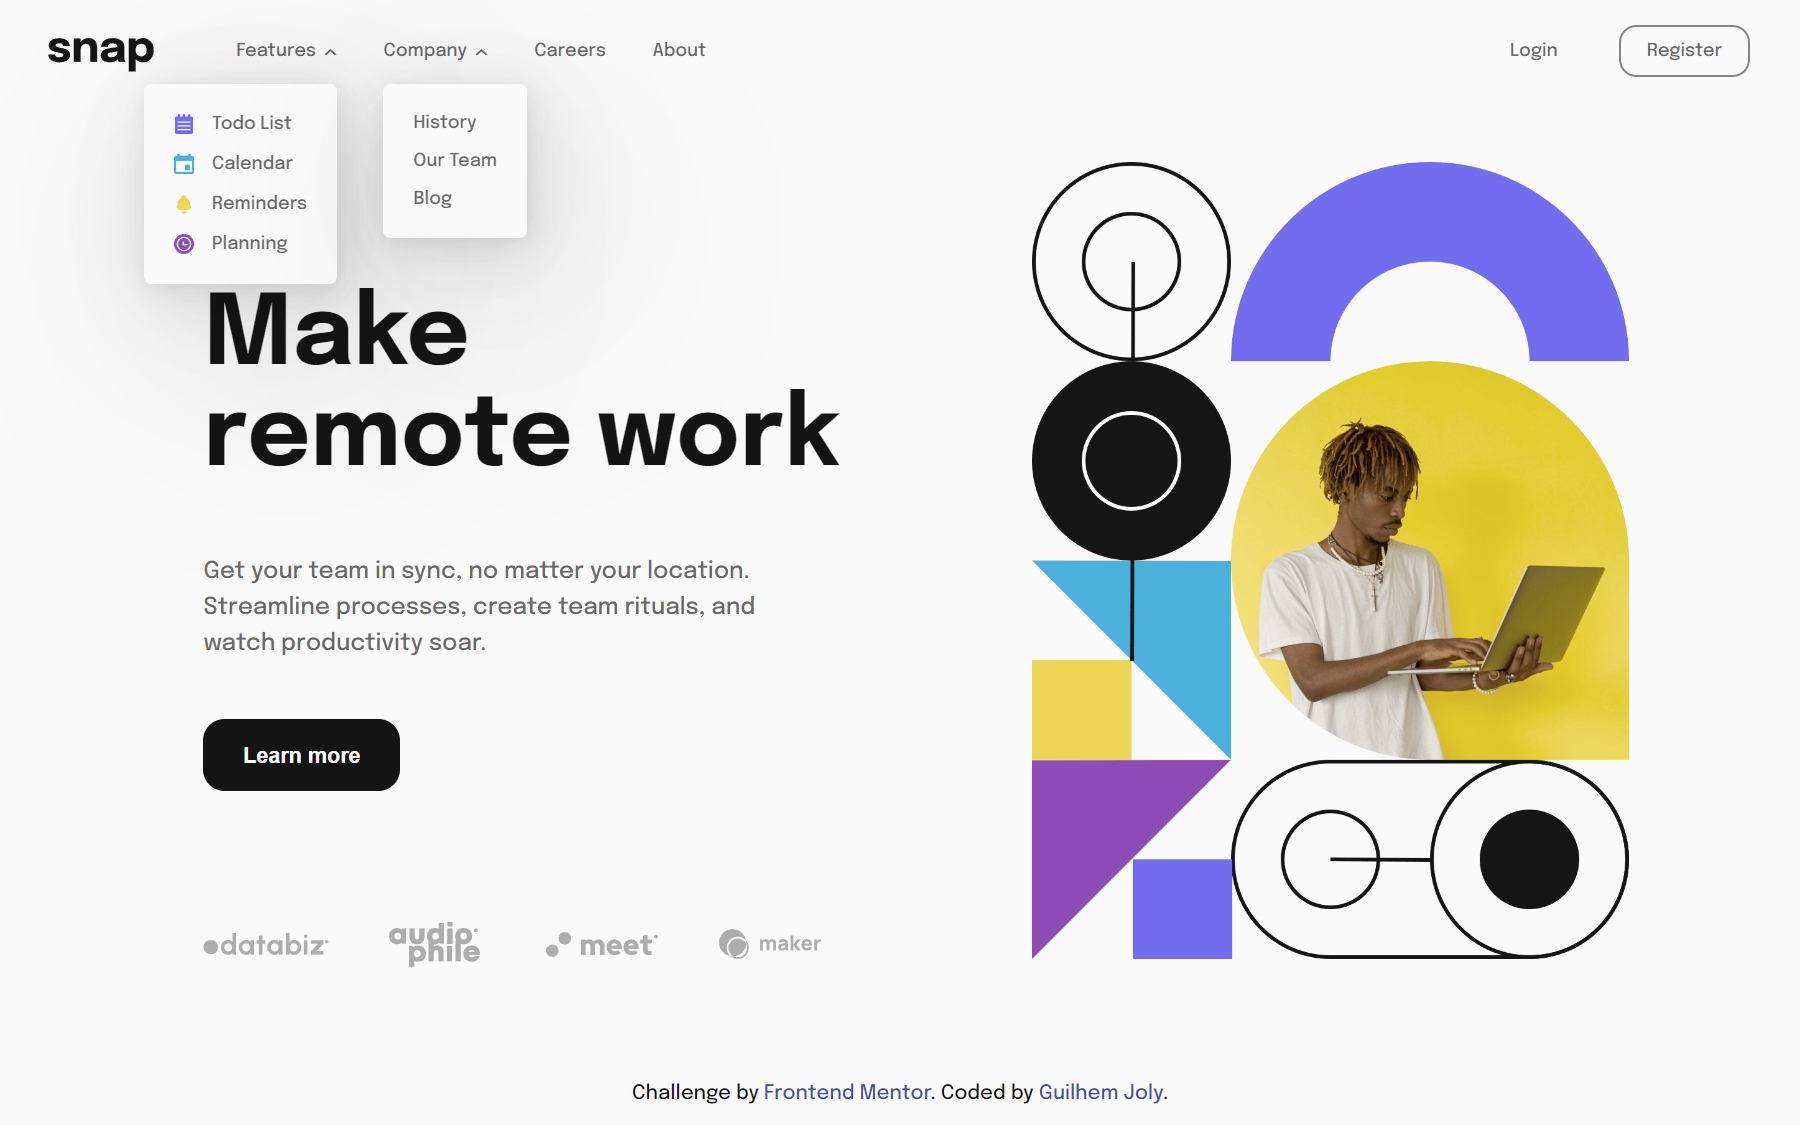 snap
Features
Company
Careers
About
Login
Register
Todo List
Calendar
Reminders
Planning
History
Our Team
Blog
Make
remote work
Get your team in sync, no matter your location.
Streamline processes, create team rituals, and
watch productivity soar.
Learn more
databiz
audio
phile
meet
maker
Challenge by Frontend Mentor. Coded by Guilhem Joly.